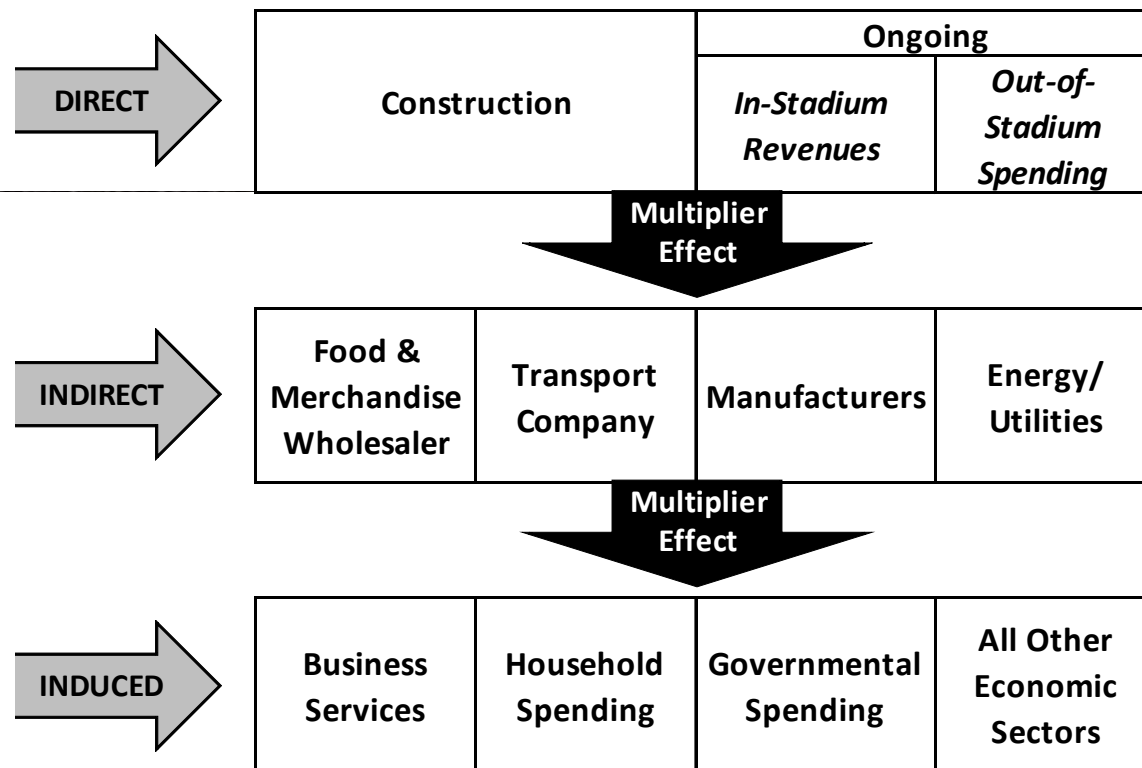 DIRECT
Construction
Ongoing
In-Stadium
Revenues
Out-of-
Stadium
Spending
Multiplier
Effect
INDIRECT
Food &
Merchandise
Wholesaler
Transport
Company
Manufacturers
Energy/
Utilities
Multiplier
Effect
INDUCED
Business
Services
Household
Spending
Governmental
Spending
All Other
Economic
Sectors